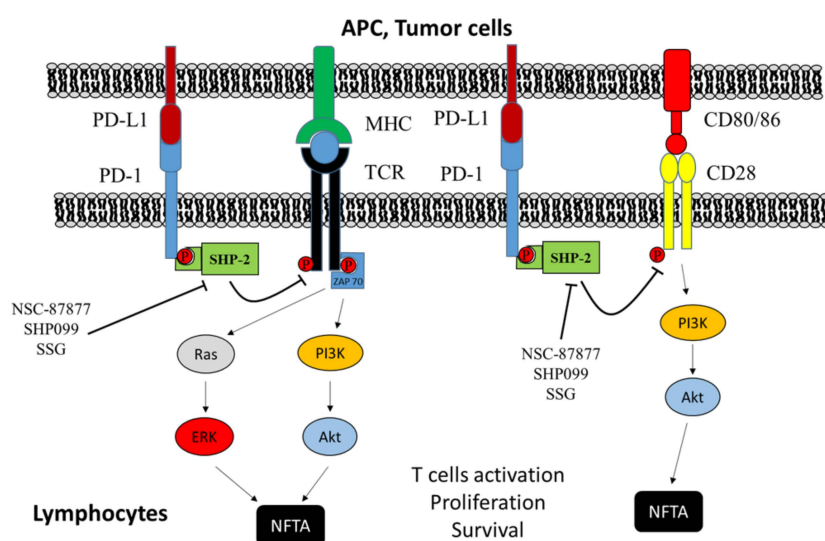 APC, Tumor cells
PD-L1
MHC
PD-L1
CD80/86
PD-1
TCR
PD-1
CD28
P
SHP-2
P
P
ZAP 70
P
SHP-2
P
NSC-87877
SHP099
SSG
Ras
PI3K
NSC-87877
SHP099
SSG
PI3K
ERK
Akt
Akt
T cells activation
Proliferation
Survival
Lymphocytes
NFTA
NFTA